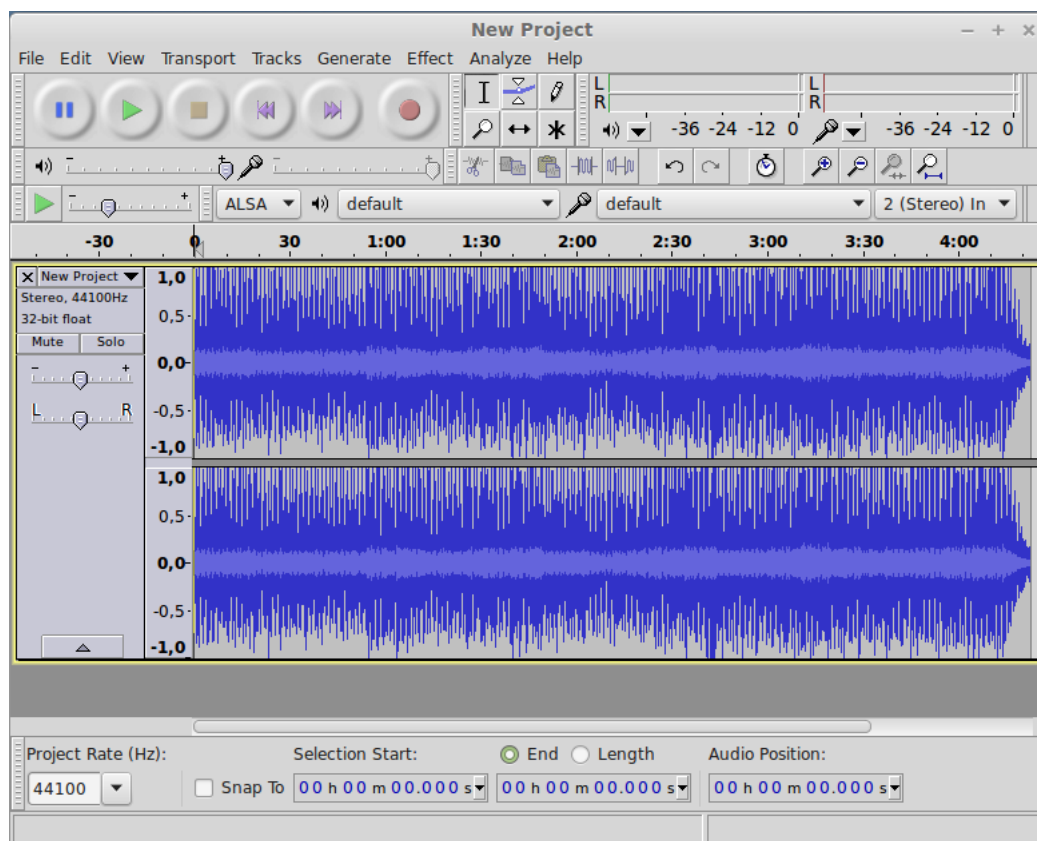 New Project
File Edit View Transport Tracks Generate Effect Analyze Help
L
R
-36 -24 -12 0
L
R
-36 -24 -12 0
ALSA
default
default
2 (Stereo) In
-30 0 30 1:00 1:30 2:00 2:30 3:00 3:30 4:00
New Project
Stereo, 44100Hz
32-bit float
Mute Solo
- +
L R
1,0
0,5
0,0
-0,5
-1,0
1,0
0,5
0,0
-0,5
-1,0
Project Rate (Hz): Selection Start: End Length Audio Position:
44100 Snap To 00 h 00 m 00.000 s 00 h 00 m 00.000 s 00 h 00 m 00.000 s